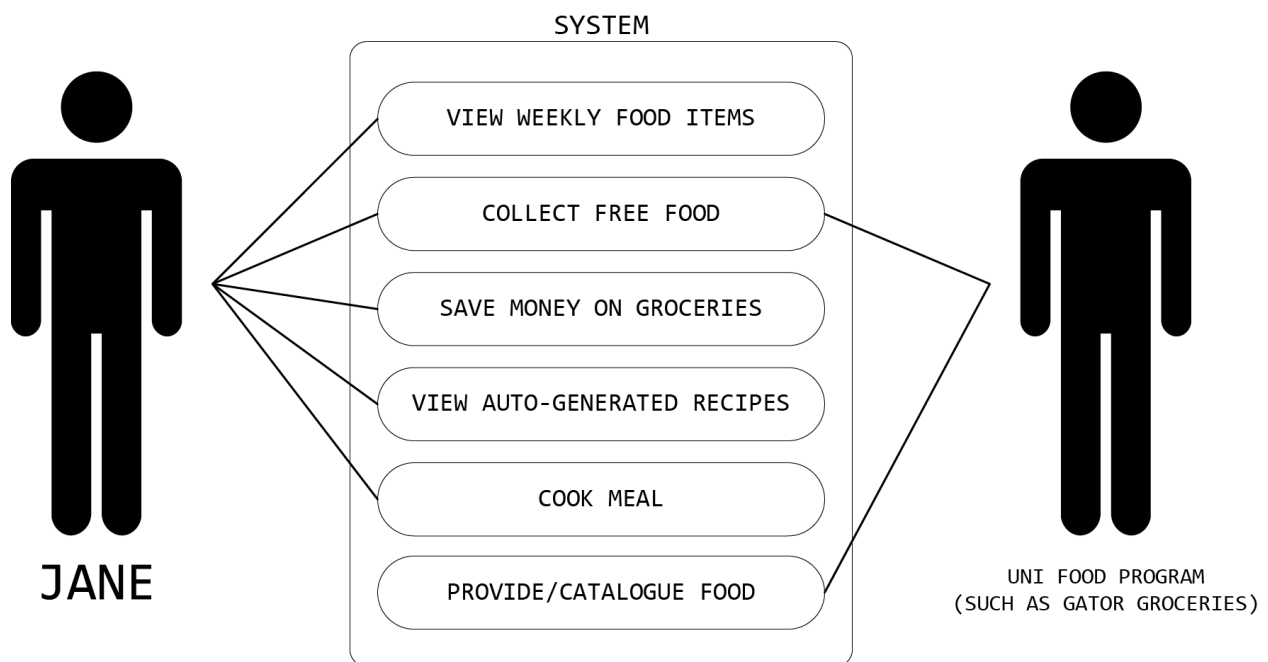 SYSTEM
VIEW WEEKLY FOOD ITEMS
COLLECT FREE FOOD
SAVE MONEY ON GROCERIES
VIEW AUTO-GENERATED RECIPES
COOK MEAL
PROVIDE/CATALOGUE FOOD
JANE
UNI FOOD PROGRAM
(SUCH AS GATOR GROCERIES)